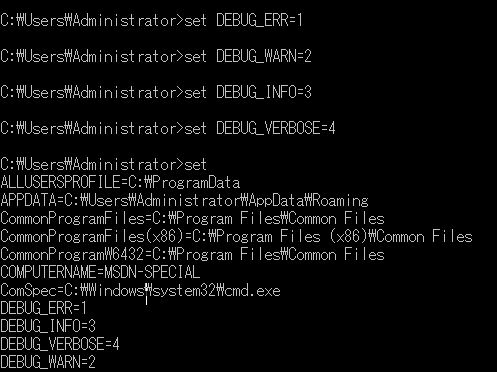 C:₩Users₩Administrator>set DEBUG_ERR=1
C:₩Users₩Administrator>set DEBUG_WARN=2
C:₩Users₩Administrator>set DEBUG_INFO=3
C:₩Users₩Administrator>set DEBUG_VERBOSE=4
C:₩Users₩Administrator>set
ALLUSERSPROFILE=C:₩ProgramData
APPDATA=C:₩Users₩Administrator₩AppData₩Roaming
CommonProgramFiles=C:₩Program Files₩Common Files
CommonProgramFiles(x86)=C:₩Program Files (x86)₩Common Files
CommonProgramW6432=C:₩Program Files₩Common Files
COMPUTERNAME=MSDN-SPECIAL
ComSpec=C:₩Windows₩system32₩cmd.exe
DEBUG_ERR=1
DEBUG_INFO=3
DEBUG_VERBOSE=4
DEBUG_WARN=2